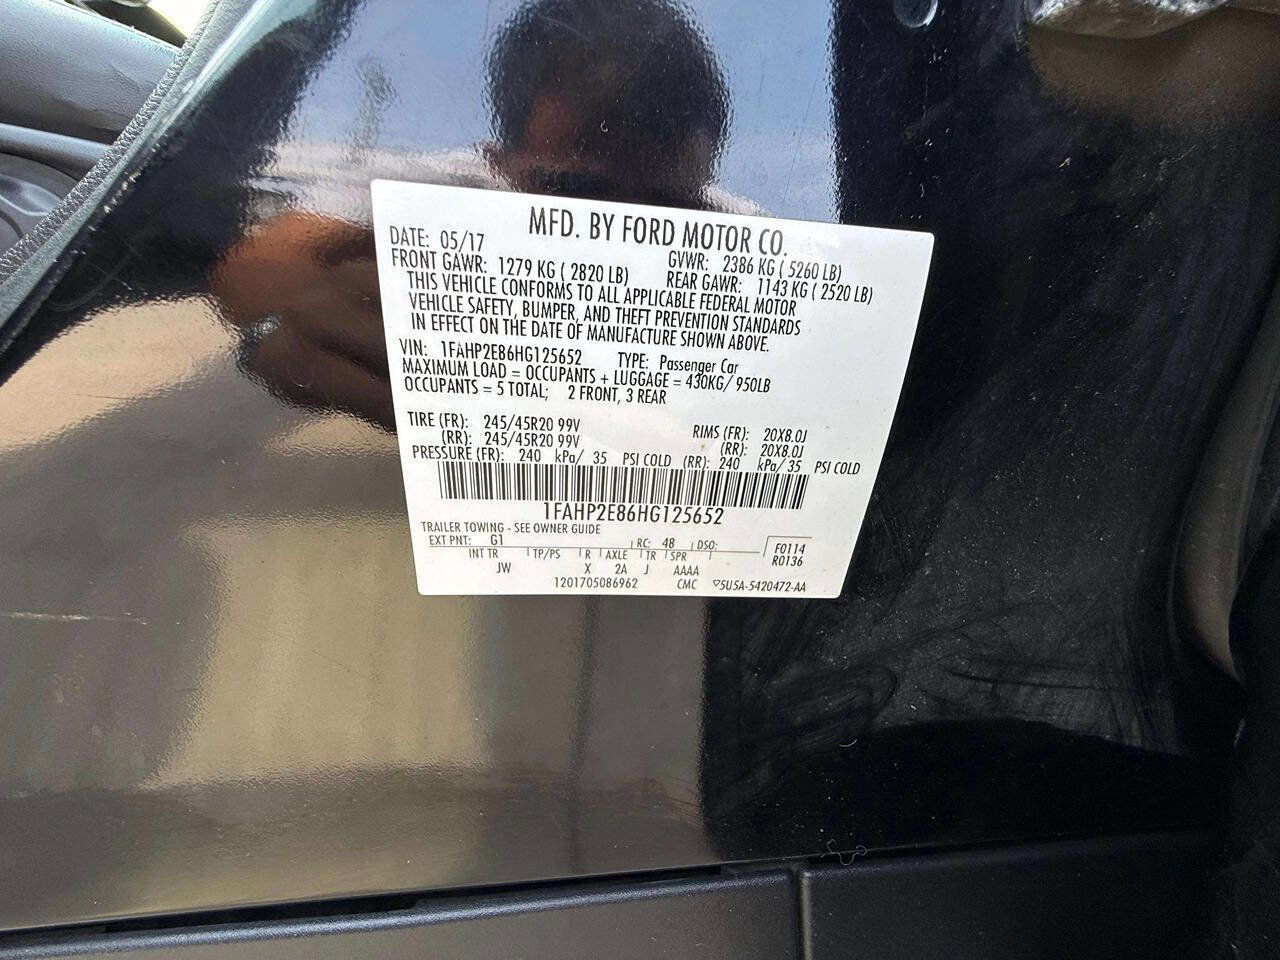 MFD. BY FORD MOTOR CO.
DATE: 05/17 GVWR: 2386 KG ( 5260 LB)
FRONT GAWR: 1279 KG ( 2820 LB) REAR GAWR: 1143 KG ( 2520 LB)
THIS VEHICLE CONFORMS TO ALL APPLICABLE FEDERAL MOTOR
VEHICLE SAFETY, BUMPER, AND THEFT PREVENTION STANDARDS
IN EFFECT ON THE DATE OF MANUFACTURE SHOWN ABOVE.
VIN: 1FAHP2E86HG125652 TYPE: Passenger Car
MAXIMUM LOAD = OCCUPANTS + LUGGAGE = 430KG/ 950LB
OCCUPANTS = 5 TOTAL; 2 FRONT, 3 REAR
TIRE (FR): 245/45R20 99V RIMS (FR): 20X8.0J
(RR): 245/45R20 99V (RR): 20X8.0J
PRESSURE (FR): 240 kPa/ 35 PSI COLD (RR): 240 kPa/ 35 PSI COLD
1FAHP2E86HG125652
TRAILER TOWING - SEE OWNER GUIDE
EXT PNT: G1 RC: 48 DSO: F0114
INT TR TP/PS R AXLE TR SPR R0136
JW X 2A J AAAA
1201705086962 CMC 5U5A-5420472-AA